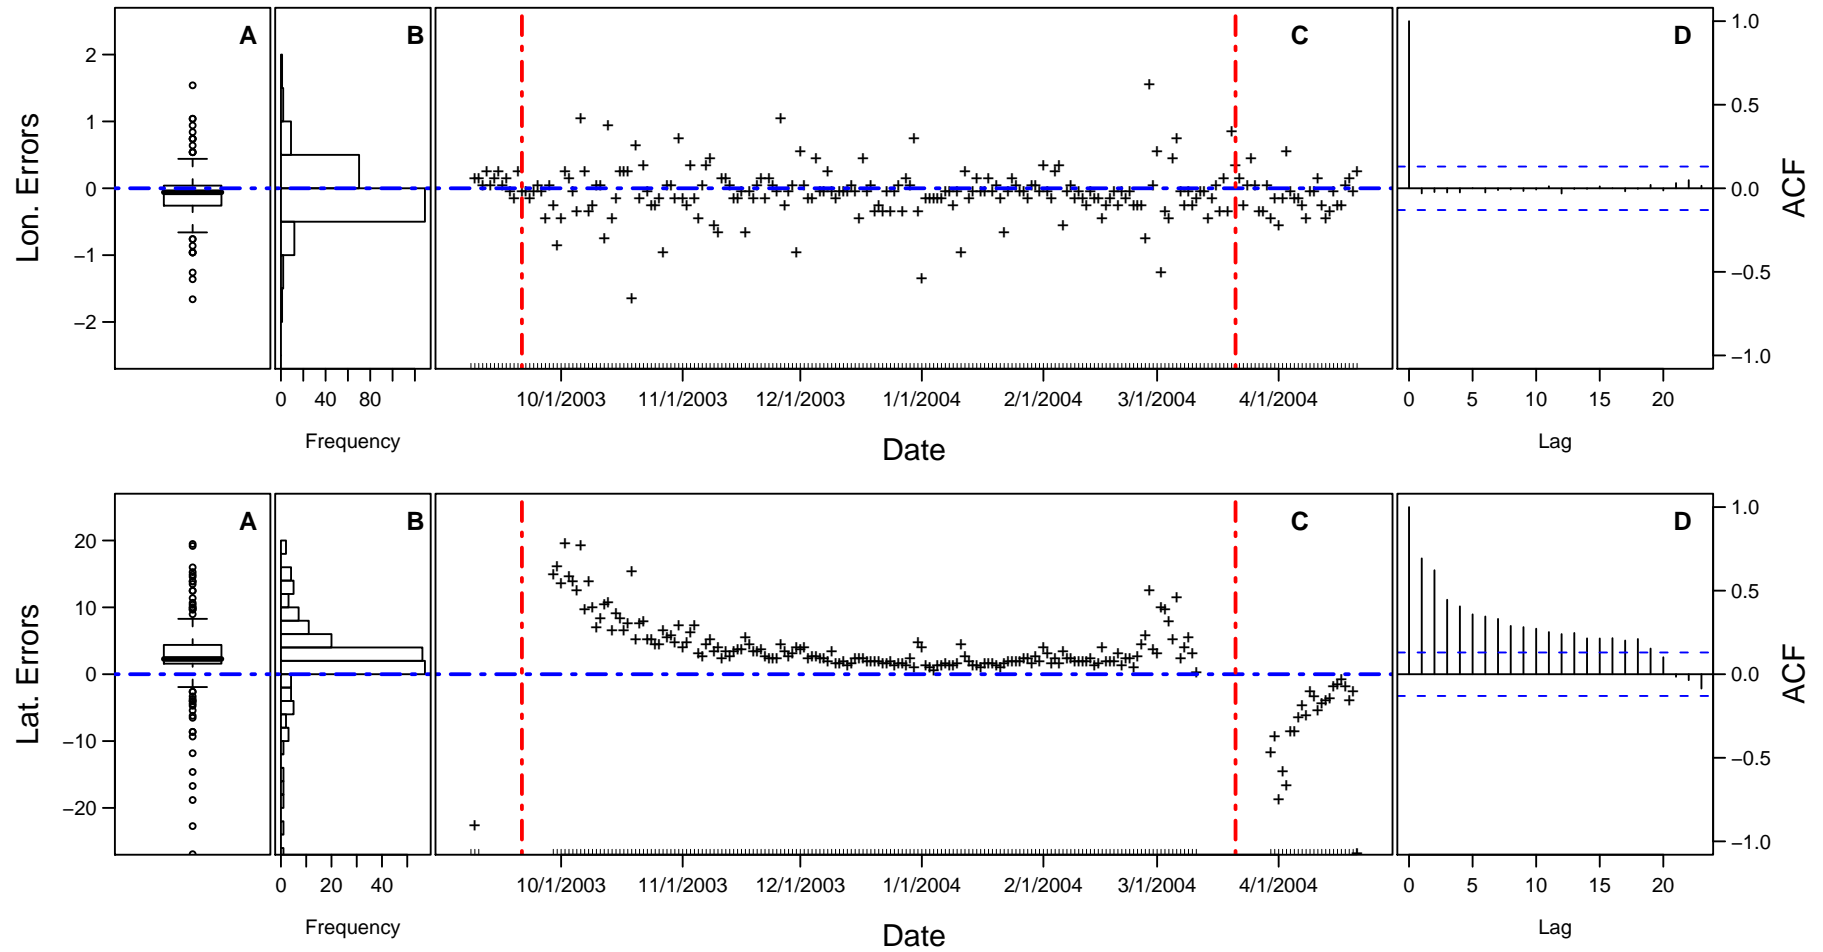 A B C D
Lon. Errors
2
1
0
−1
−2
1.0
0.5
0.0
−0.5
−1.0
ACF
0 40 80
10/1/2003 11/1/2003 12/1/2003 1/1/2004 2/1/2004 3/1/2004 4/1/2004
0 5 10 15 20
Frequency
Date
Lag
A B C D
Lat. Errors
20
10
0
−10
−20
1.0
0.5
0.0
−0.5
−1.0
ACF
0 20 40
10/1/2003 11/1/2003 12/1/2003 1/1/2004 2/1/2004 3/1/2004 4/1/2004
0 5 10 15 20
Frequency
Date
Lag